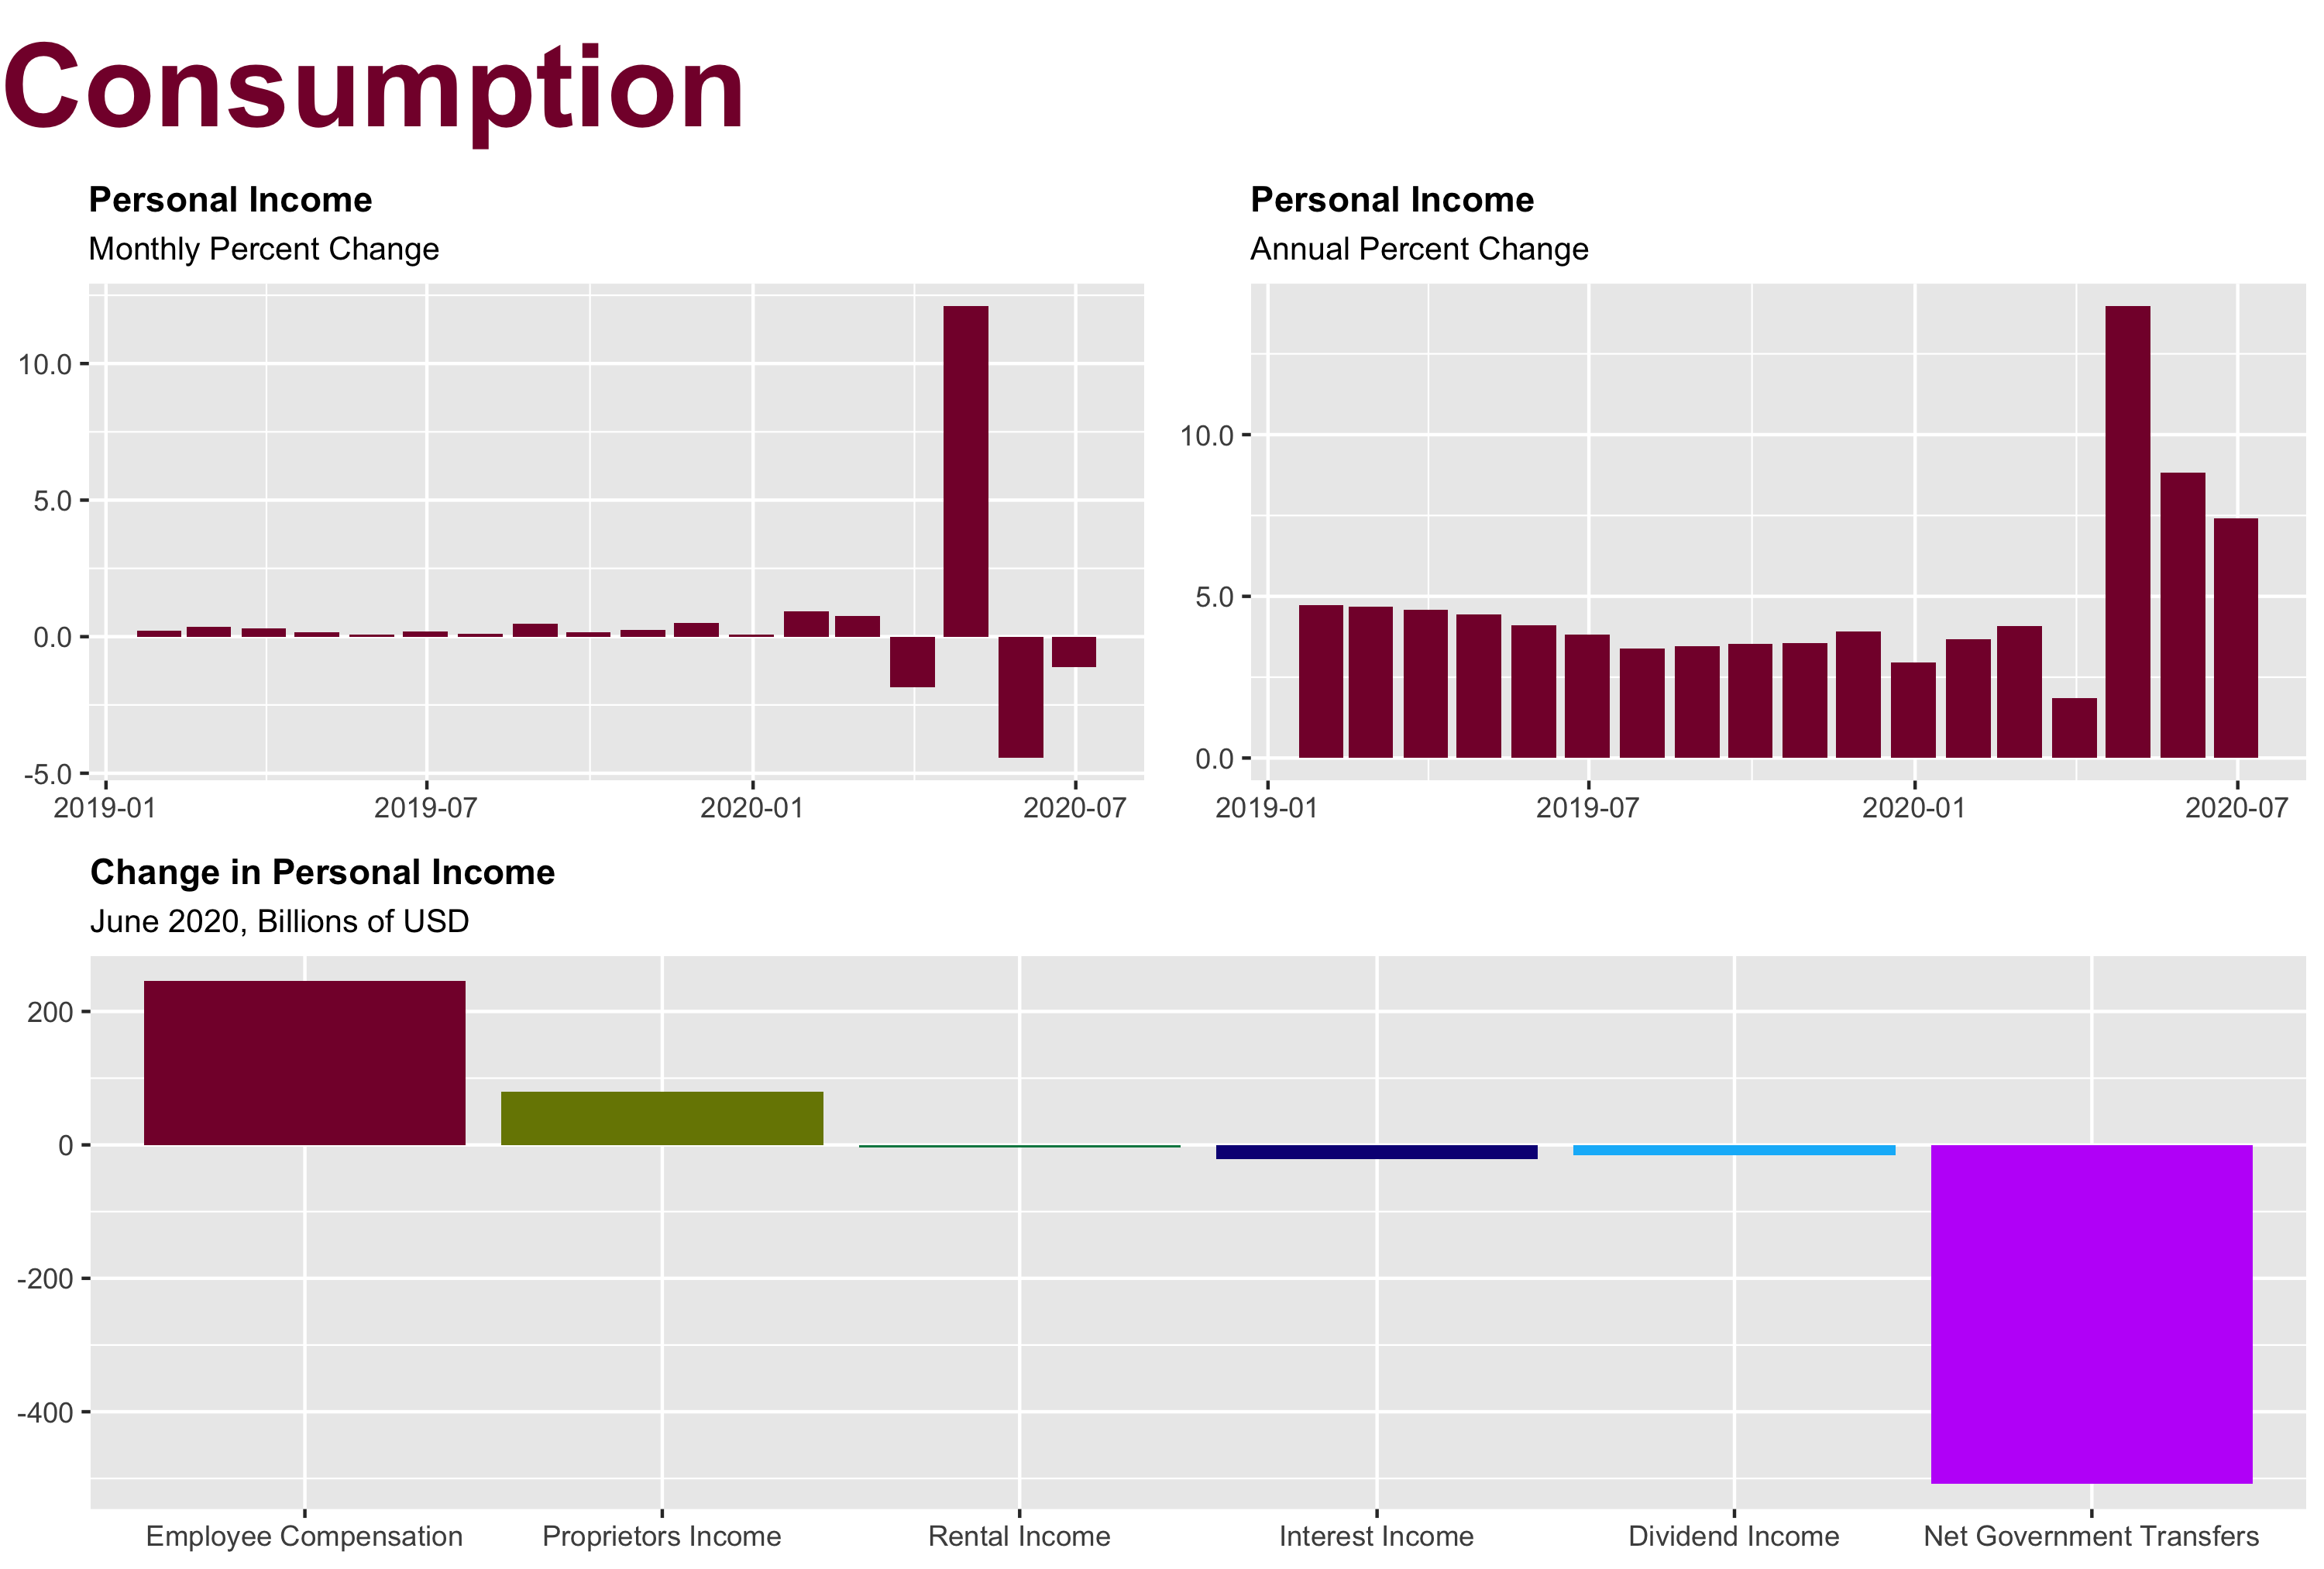 Consumption
Personal Income
Monthly Percent Change
10.0
5.0
0.0
-5.0
2019-01 2019-07 2020-01 2020-07
Personal Income
Annual Percent Change
10.0
5.0
0.0
2019-01 2019-07 2020-01 2020-07
Change in Personal Income
June 2020, Billions of USD
200
0
-200
-400
Employee Compensation Proprietors Income Rental Income Interest Income Dividend Income Net Government Transfers